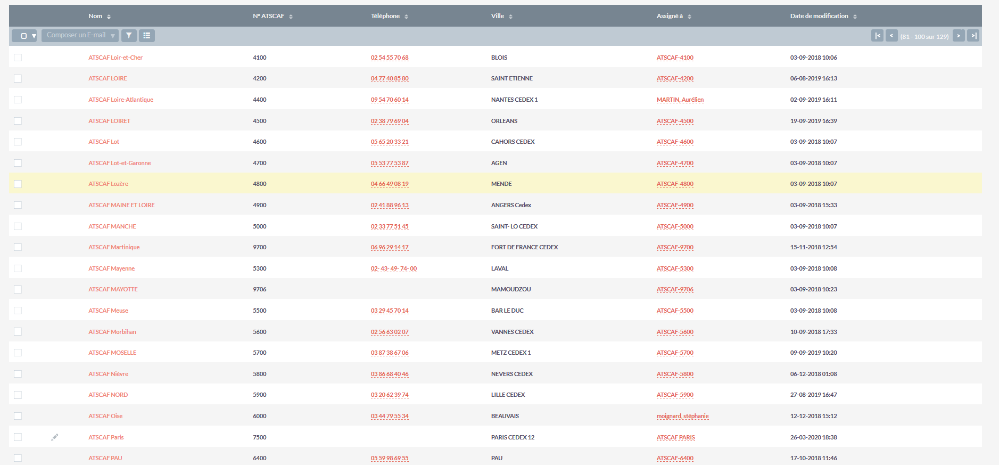 Nom N° ATSCAF Téléphone Ville Assigné à Date de modification
Composer un E-mail (81 - 100 sur 129)
ATSCAF Loir-et-Cher 4100 02 54 55 70 68 BLOIS ATSCAF-4100 03-09-2018 10:06
ATSCAF LOIRE 4200 04 77 40 85 80 SAINT ETIENNE ATSCAF-4200 06-08-2019 16:13
ATSCAF Loire-Atlantique 4400 09 54 70 60 14 NANTES CEDEX 1 MARTIN, Aurélien 02-09-2019 16:11
ATSCAF LOIRET 4500 02 38 79 69 04 ORLEANS ATSCAF-4500 19-09-2019 16:39
ATSCAF Lot 4600 05 65 20 33 21 CAHORS CEDEX ATSCAF-4600 03-09-2018 10:07
ATSCAF Lot-et-Garonne 4700 05 53 77 53 87 AGEN ATSCAF-4700 03-09-2018 10:07
ATSCAF Lozère 4800 04 66 49 08 19 MENDE ATSCAF-4800 03-09-2018 10:07
ATSCAF MAINE ET LOIRE 4900 02 41 88 96 13 ANGERS Cedex ATSCAF-4900 03-09-2018 15:33
ATSCAF MANCHE 5000 02 33 77 51 45 SAINT- LO CEDEX ATSCAF-5000 03-09-2018 10:07
ATSCAF Martinique 9700 06 96 29 14 17 FORT DE FRANCE CEDEX ATSCAF-9700 15-11-2018 12:54
ATSCAF Mayenne 5300 02- 43- 49- 74- 00 LAVAL ATSCAF-5300 03-09-2018 10:08
ATSCAF MAYOTTE 9706 MAMOUDZOU ATSCAF-9706 03-09-2018 10:23
ATSCAF Meuse 5500 03 29 45 70 14 BAR LE DUC ATSCAF-5500 03-09-2018 10:08
ATSCAF Morbihan 5600 02 56 63 02 07 VANNES CEDEX ATSCAF-5600 10-09-2018 17:33
ATSCAF MOSELLE 5700 03 87 38 67 06 METZ CEDEX 1 ATSCAF-5700 09-09-2019 10:20
ATSCAF Nièvre 5800 03 86 68 40 46 NEVERS CEDEX ATSCAF-5800 06-12-2018 01:08
ATSCAF NORD 5900 03 20 62 39 74 LILLE CEDEX ATSCAF-5900 27-08-2019 16:47
ATSCAF Oise 6000 03 44 79 55 34 BEAUVAIS moignard, stéphanie 12-12-2018 15:12
ATSCAF Paris 7500 PARIS CEDEX 12 ATSCAF PARIS 26-03-2020 18:38
ATSCAF PAU 6400 05 59 98 69 55 PAU ATSCAF-6400 17-10-2018 11:46